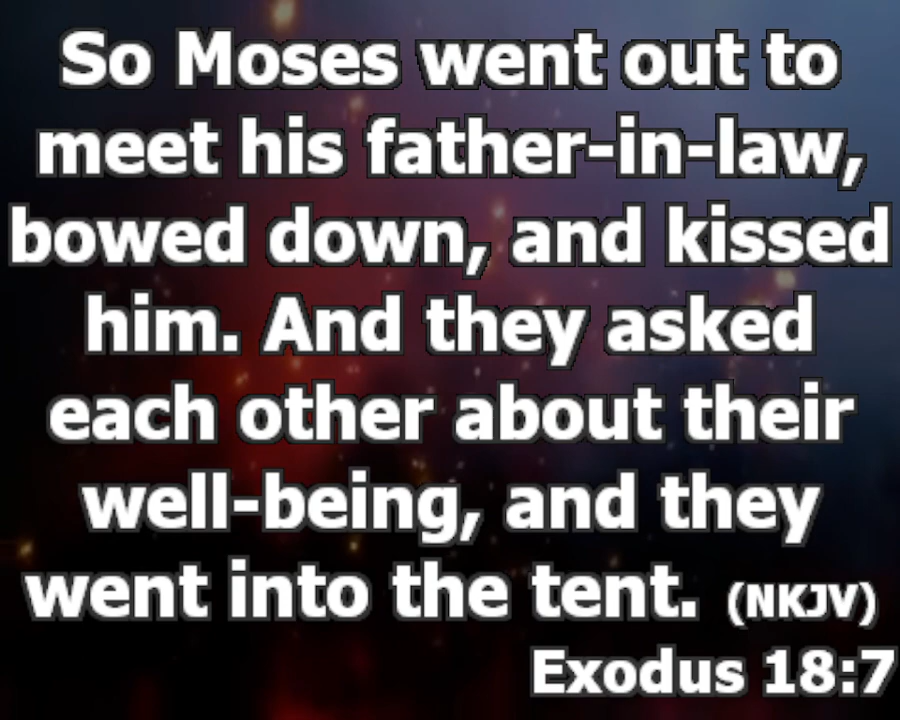 So Moses went out to
meet his father-in-law,
bowed down, and kissed
him. And they asked
each other about their
well-being, and they
went into the tent. (NKJV)
Exodus 18:7